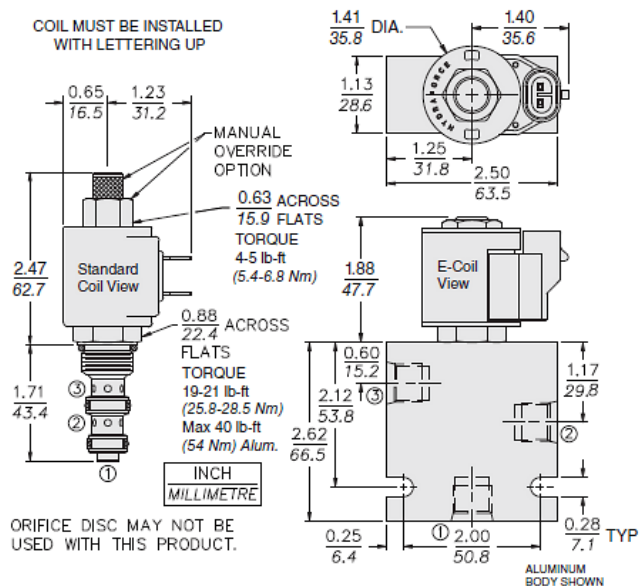 COIL MUST BE INSTALLED
WITH LETTERING UP
0.65
16.5
1.23
31.2
MANUAL
OVERRIDE
OPTION
0.63 ACROSS
15.9 FLATS
TORQUE
4-5 lb-ft
(5.4-6.8 Nm)
2.47
62.7
Standard
Coil View
0.88 ACROSS
22.4
FLATS
TORQUE
19-21 lb-ft
(25.8-28.5 Nm)
Max 40 lb-ft
(54 Nm) Alum.
1.71
43.4
③
②
①
INCH
MILLIMETRE
ORIFICE DISC MAY NOT BE
USED WITH THIS PRODUCT.
1.41 DIA.
35.8
1.40
35.6
1.13
28.6
HYDRAFORCE
1.25
31.8
2.50
63.5
1.88
47.7
E-Coil
View
0.60
15.2
③
2.12
53.8
2.62
66.5
1.17
29.8
②
①
0.25
6.4
2.00
50.8
0.28 TYP
7.1
ALUMINUM
BODY SHOWN